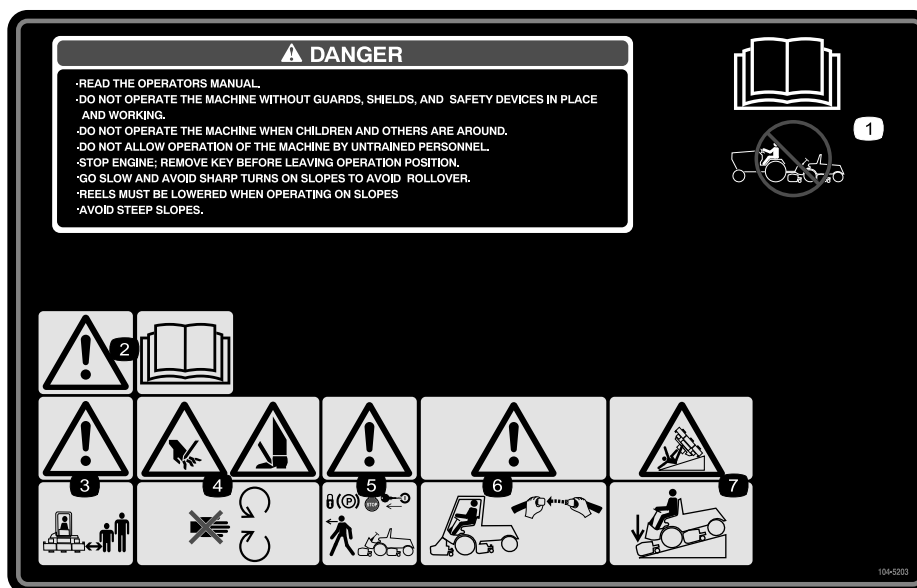 DANGER
·READ THE OPERATORS MANUAL.
·DO NOT OPERATE THE MACHINE WITHOUT GUARDS, SHIELDS, AND SAFETY DEVICES IN PLACE
AND WORKING.
·DO NOT OPERATE THE MACHINE WHEN CHILDREN AND OTHERS ARE AROUND.
·DO NOT ALLOW OPERATION OF THE MACHINE BY UNTRAINED PERSONNEL.
·STOP ENGINE; REMOVE KEY BEFORE LEAVING OPERATION POSITION.
·GO SLOW AND AVOID SHARP TURNS ON SLOPES TO AVOID ROLLOVER.
·REELS MUST BE LOWERED WHEN OPERATING ON SLOPES
·AVOID STEEP SLOPES.
1
2
3
4
5
6
7
(P)
STOP
104-5203